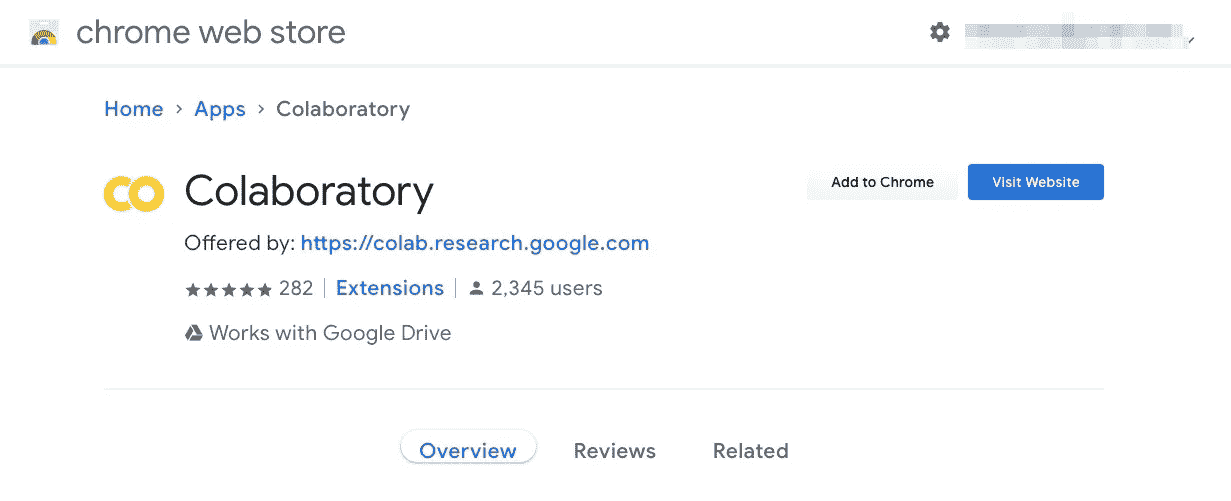 chrome web store
Home > Apps > Colaboratory
Colaboratory
Add to Chrome
Visit Website
Offered by: https://colab.research.google.com
282 | Extensions | 2,345 users
Works with Google Drive
Overview
Reviews
Related